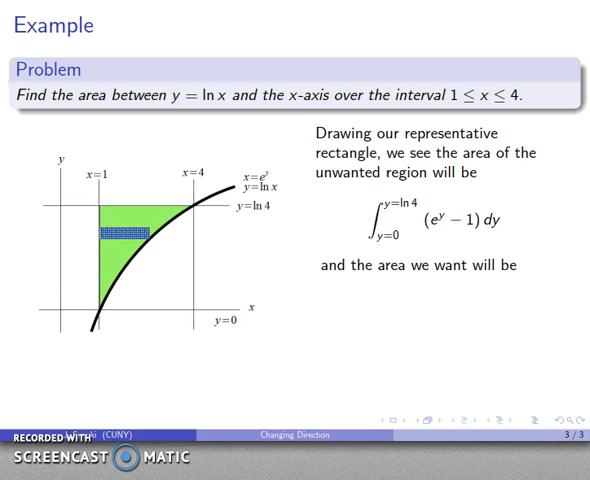 Example
Problem
Find the area between y = ln x and the x-axis over the interval 1 ≤ x ≤ 4.
Drawing our representative
rectangle, we see the area of the
unwanted region will be
∫_{y=0}^{y=ln 4} (e^y − 1) dy
and the area we want will be
y
x=1
x=4
x=e^y
y=ln x
y=ln 4
x
y=0
(CUNY)
Changing Direction
3 / 3
RECORDED WITH
SCREENCAST MATIC